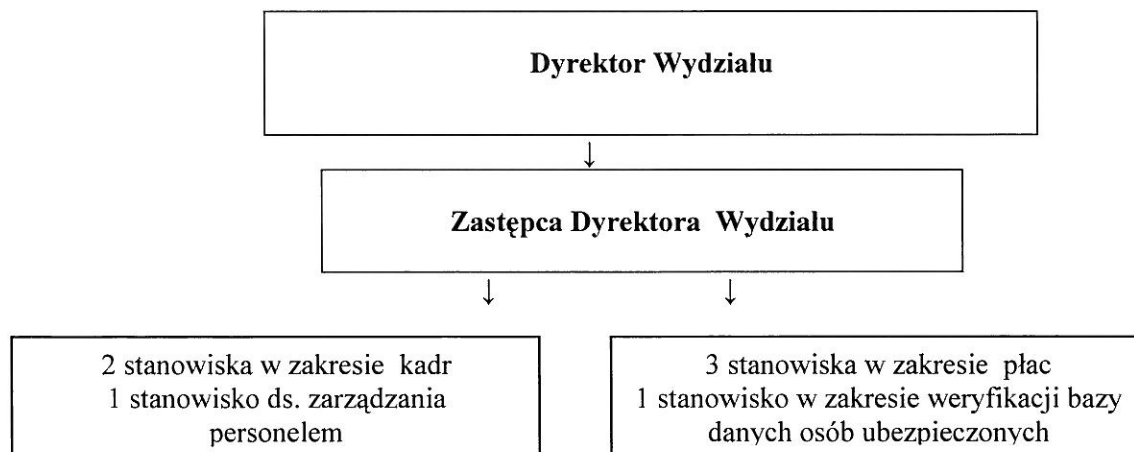 Dyrektor Wydziału
Zastępca Dyrektora Wydziału
2 stanowiska w zakresie kadr
1 stanowisko ds. zarządzania
personelem
3 stanowiska w zakresie płac
1 stanowisko w zakresie weryfikacji bazy
danych osób ubezpieczonych